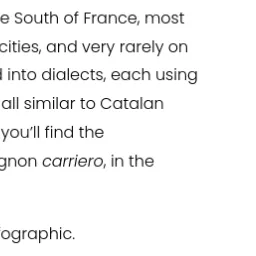 e South of France, most
cities, and very rarely on
into dialects, each using
all similar to Catalan
you'll find the
gnon carriero, in the
ographic.